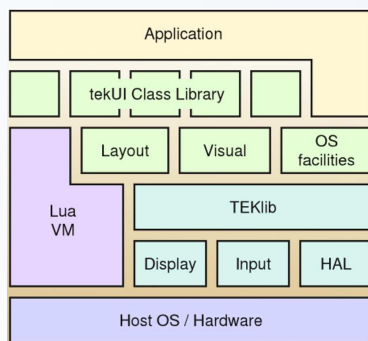 Application
tekUI Class Library
Layout
Visual
OS
facilities
Lua
VM
TEKlib
Display
Input
HAL
Host OS / Hardware